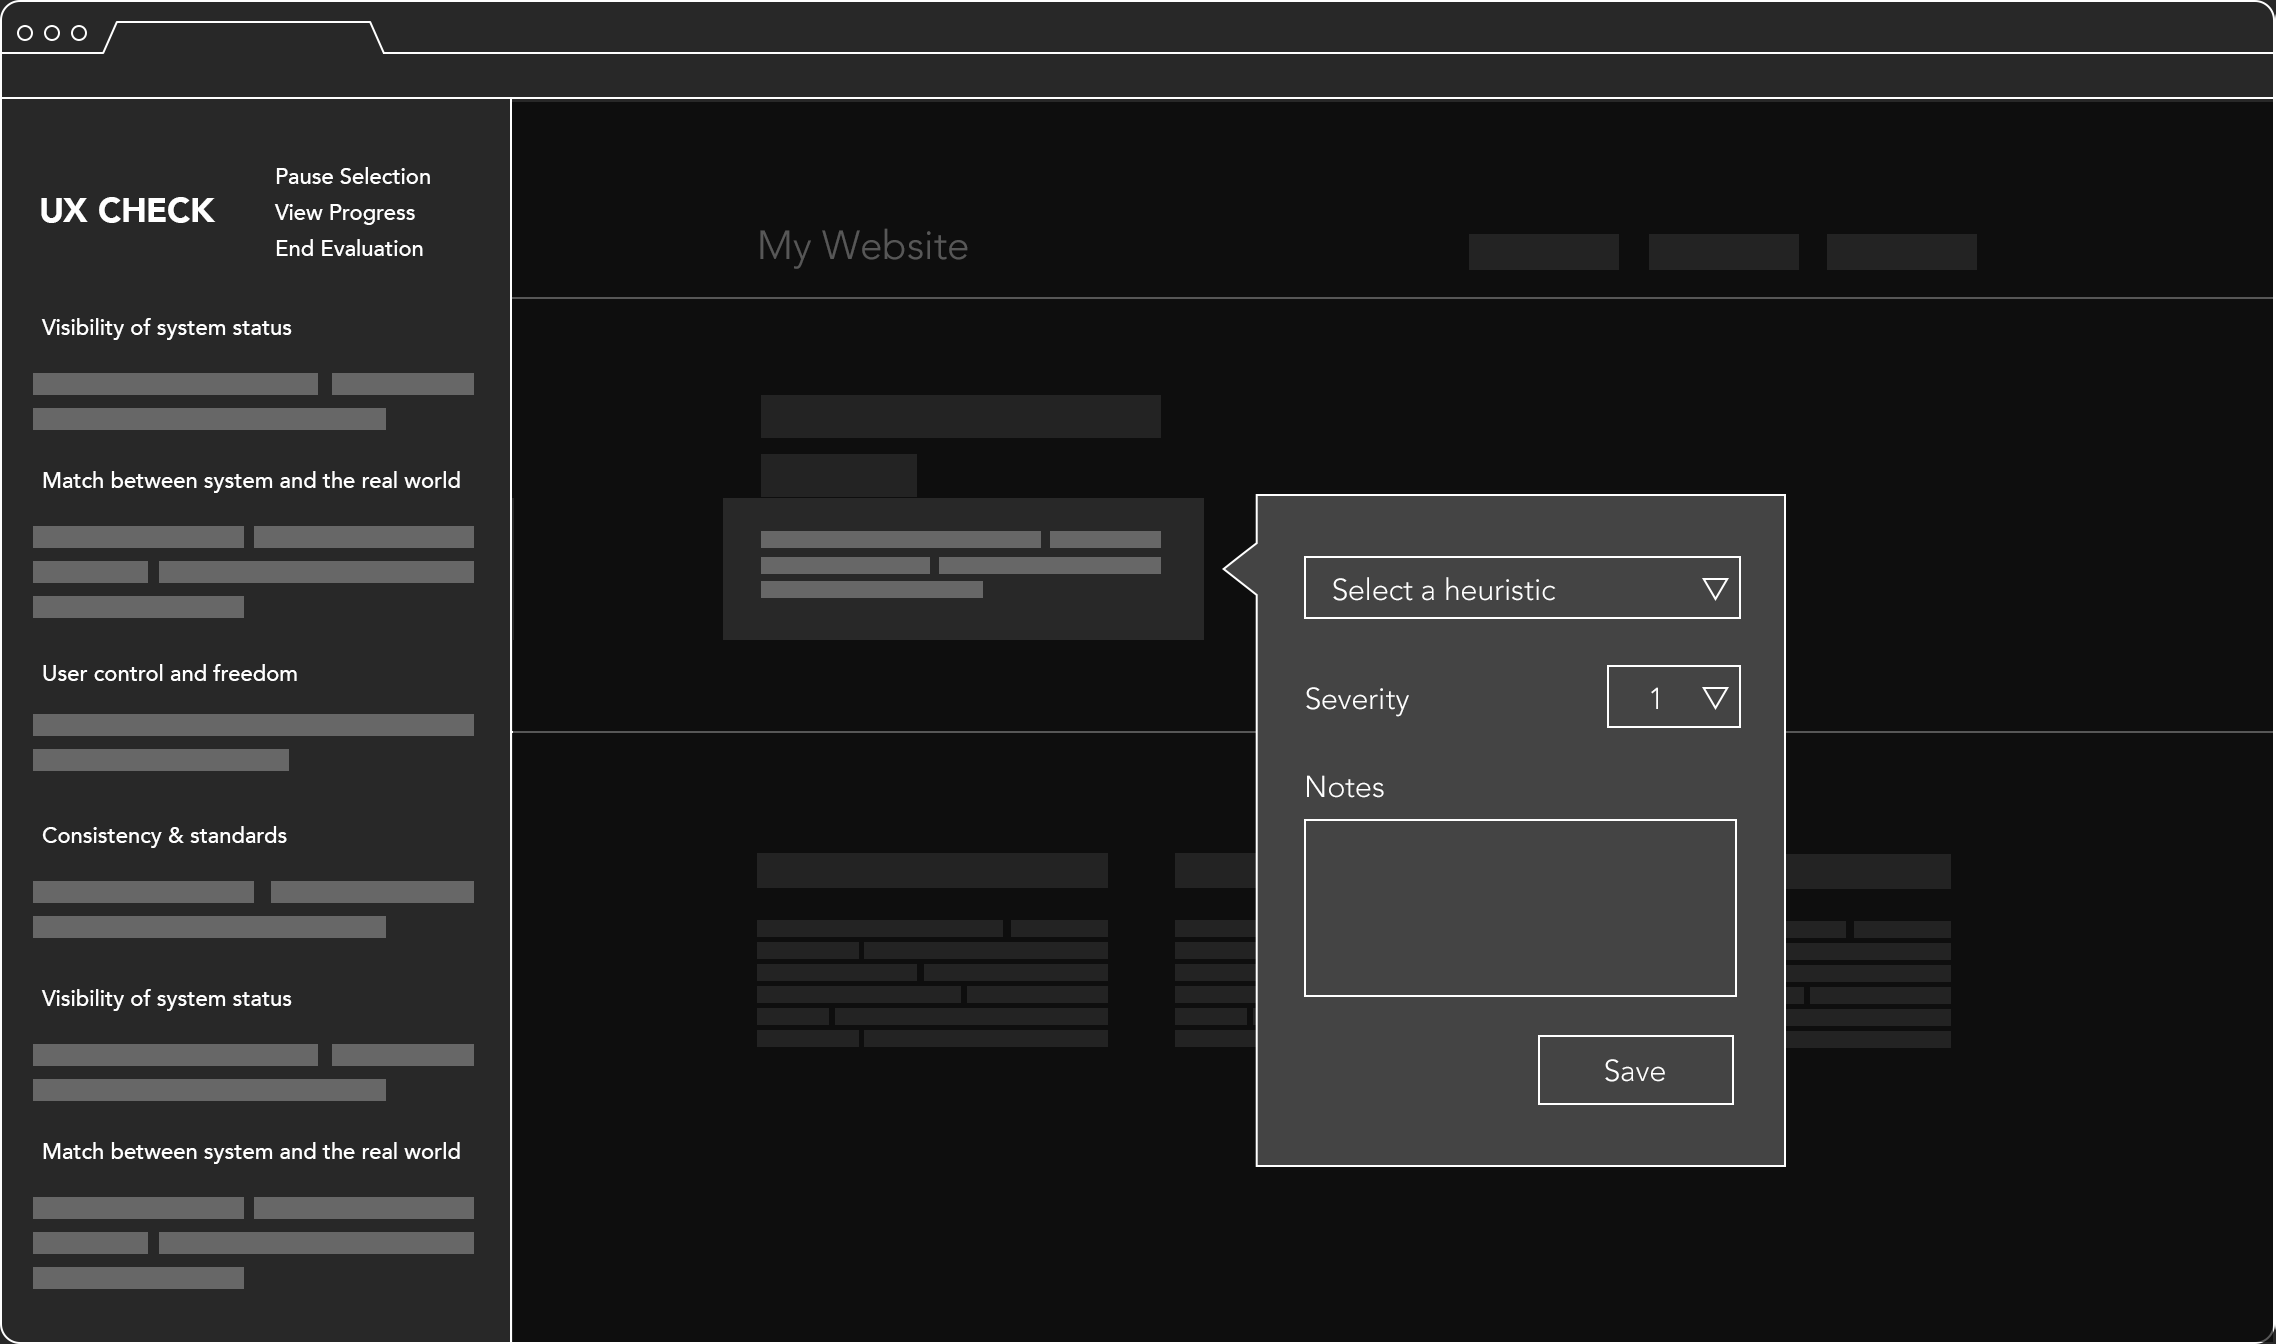 UX CHECK
Pause Selection
View Progress
End Evaluation
Visibility of system status
Match between system and the real world
User control and freedom
Consistency & standards
Visibility of system status
Match between system and the real world
My Website
Select a heuristic
Severity
1
Notes
Save